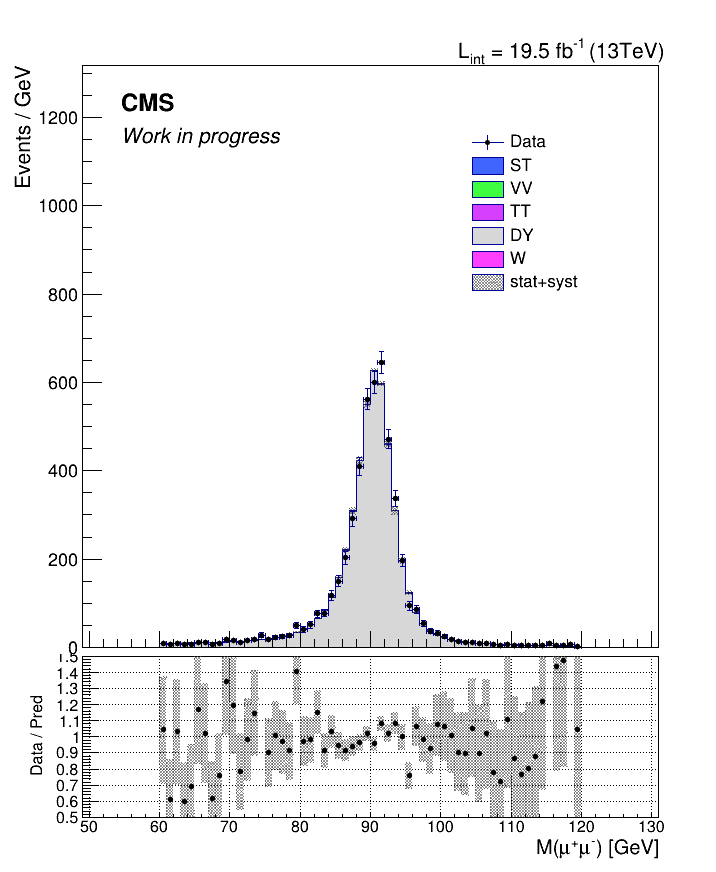 L_int = 19.5 fb⁻¹ (13TeV)
Events / GeV
CMS
Work in progress
Data
ST
VV
TT
DY
W
stat+syst
1200
1000
800
600
400
200
0
Data / Pred
1.5
1.4
1.3
1.2
1.1
1
0.9
0.8
0.7
0.6
0.5
50 60 70 80 90 100 110 120 130
M(μ⁺μ⁻) [GeV]